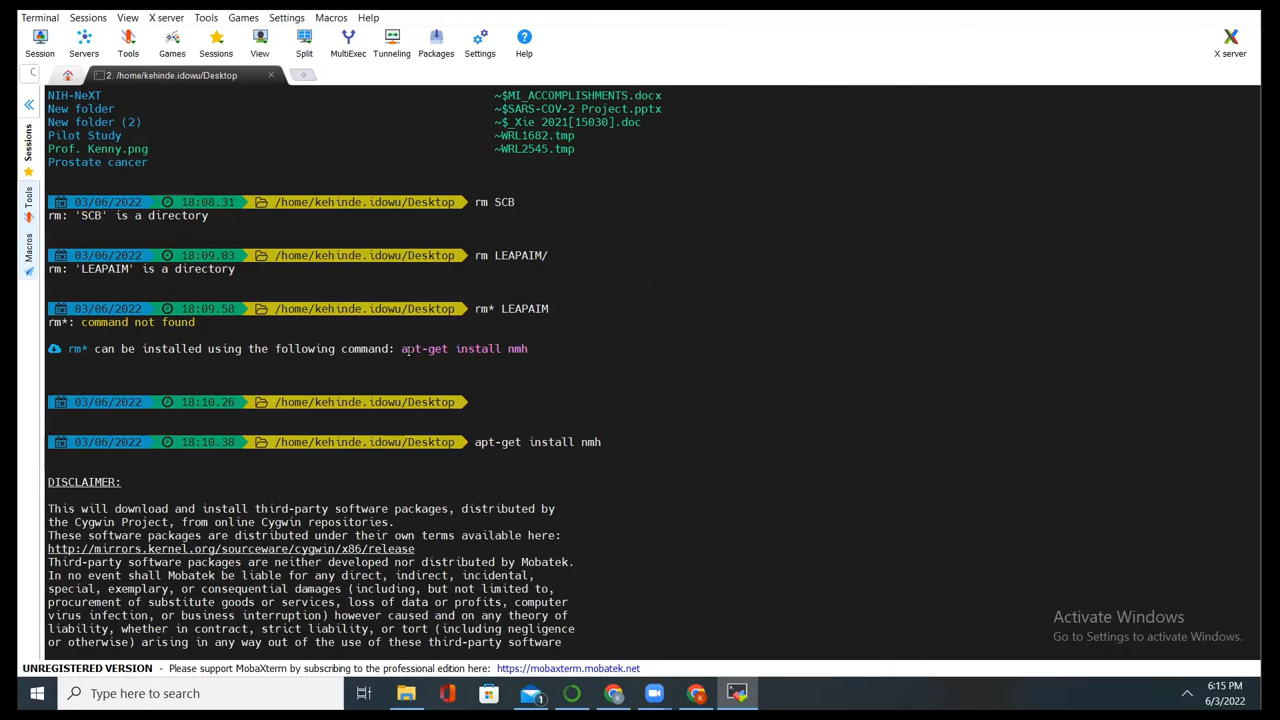 Terminal Sessions View X server Tools Games Settings Macros Help
Session Servers Tools Games Sessions View Split MultiExec Tunneling Packages Settings Help X server
2. /home/kehinde.idowu/Desktop
Sessions
Tools
Macros
NIH-NeXT ~$MI_ACCOMPLISHMENTS.docx
New folder ~$SARS-COV-2 Project.pptx
New folder (2) ~$_Xie 2021[15030].doc
Pilot Study ~WRL1682.tmp
Prof. Kenny.png ~WRL2545.tmp
Prostate cancer
03/06/2022 18:08.31 /home/kehinde.idowu/Desktop rm SCB
rm: 'SCB' is a directory
03/06/2022 18:09.03 /home/kehinde.idowu/Desktop rm LEAPAIM/
rm: 'LEAPAIM' is a directory
03/06/2022 18:09.58 /home/kehinde.idowu/Desktop rm* LEAPAIM
rm*: command not found
rm* can be installed using the following command: apt-get install nmh
03/06/2022 18:10.26 /home/kehinde.idowu/Desktop
03/06/2022 18:10.38 /home/kehinde.idowu/Desktop apt-get install nmh
DISCLAIMER:
This will download and install third-party software packages, distributed by
the Cygwin Project, from online Cygwin repositories.
These software packages are distributed under their own terms available here:
http://mirrors.kernel.org/sourceware/cygwin/x86/release
Third-party software packages are neither developed nor distributed by Mobatek.
In no event shall Mobatek be liable for any direct, indirect, incidental,
special, exemplary, or consequential damages (including, but not limited to,
procurement of substitute goods or services, loss of data or profits, computer
virus infection, or business interruption) however caused and on any theory of
liability, whether in contract, strict liability, or tort (including negligence
or otherwise) arising in any way out of the use of these third-party software
Activate Windows
Go to Settings to activate Windows.
UNREGISTERED VERSION - Please support MobaXterm by subscribing to the professional edition here: https://mobaxterm.mobatek.net
Type here to search
1
6:15 PM
6/3/2022